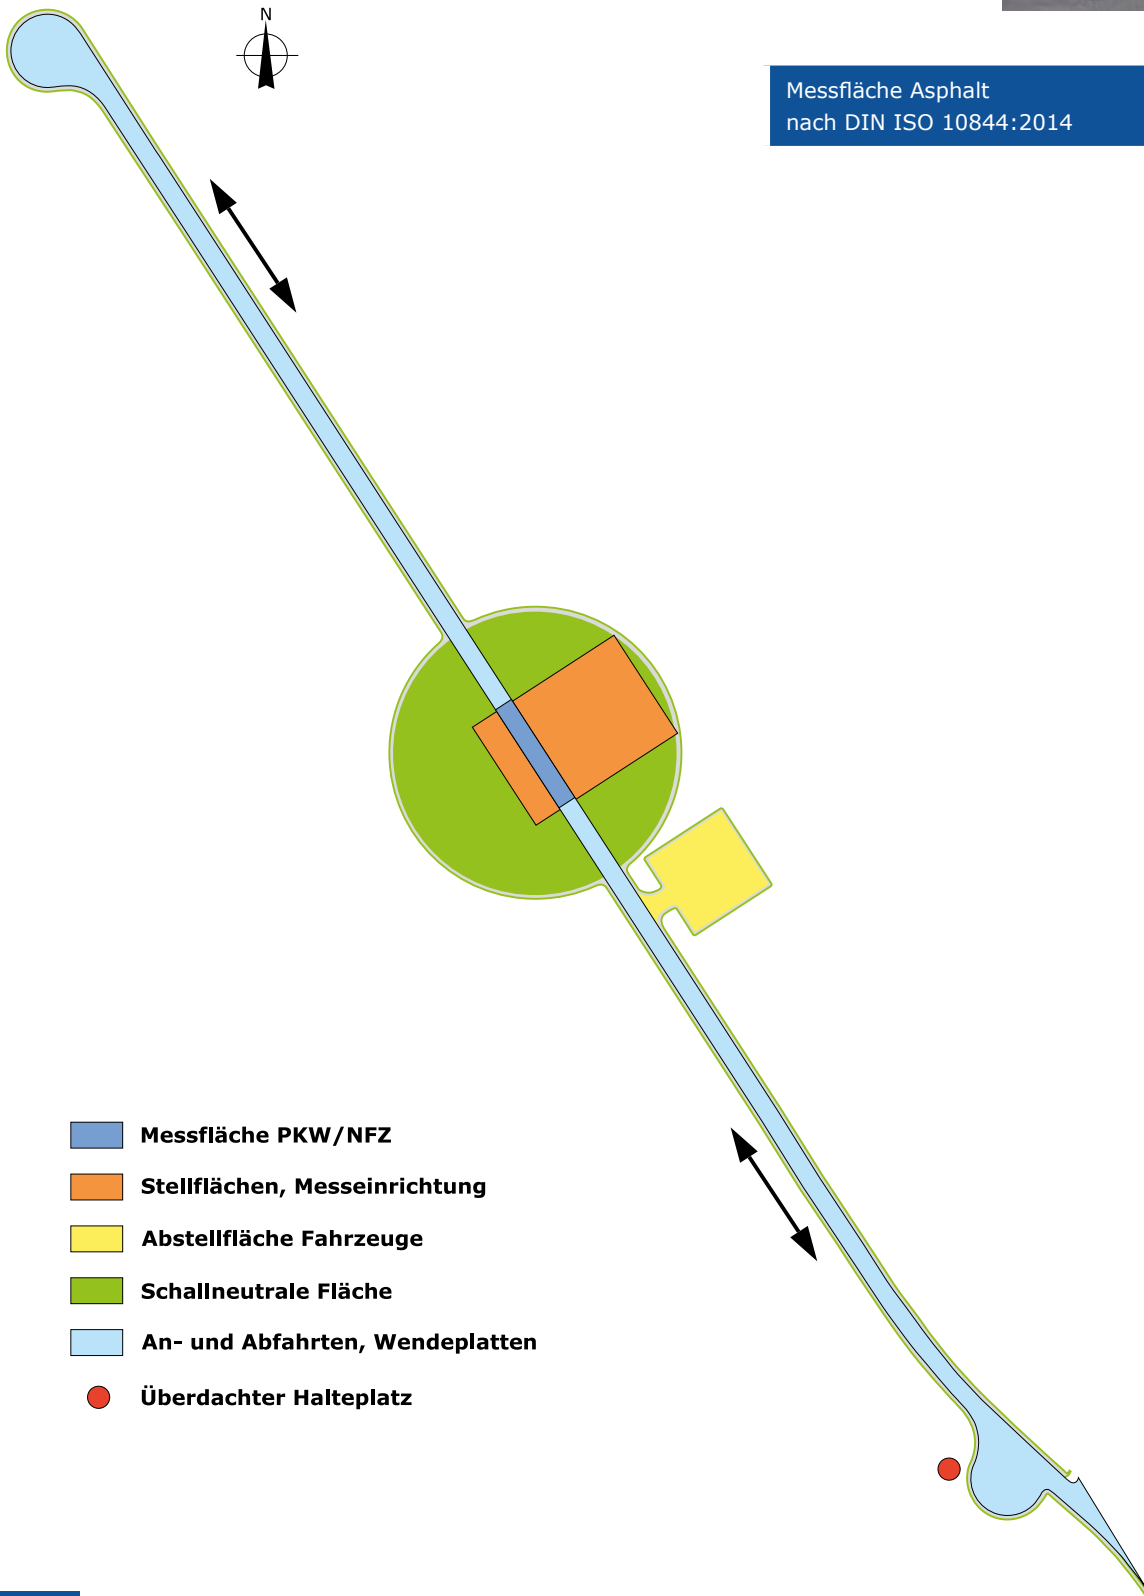 N
Messfläche Asphalt
nach DIN ISO 10844:2014
Messfläche PKW/NFZ
Stellflächen, Messeinrichtung
Abstellfläche Fahrzeuge
Schallneutrale Fläche
An- und Abfahrten, Wendeplatten
Überdachter Halteplatz